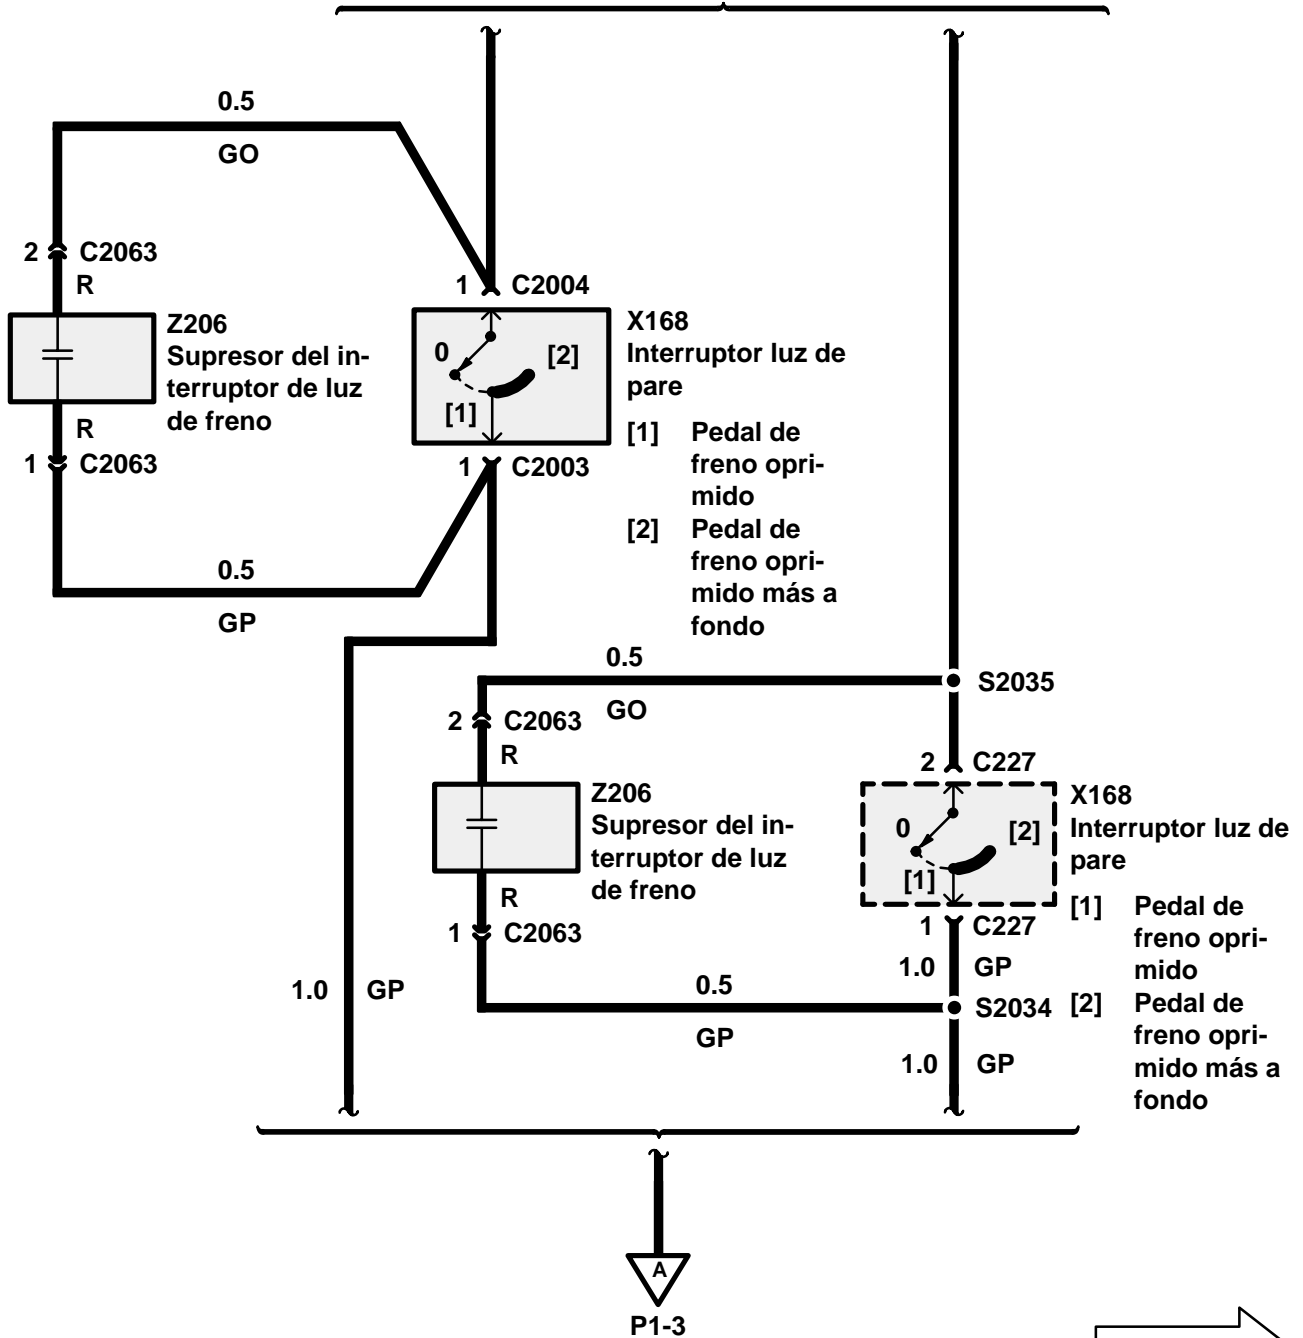 0.5
GO
2 C2063
R
Z206
Supresor del in-
terruptor de luz
de freno
R
1 C2063
0.5
GP
1 C2004
0
[2]
[1]
1 C2003
X168
Interruptor luz de
pare
[1] Pedal de
freno opri-
mido
[2] Pedal de
freno opri-
mido más a
fondo
1.0 GP
0.5
GO
S2035
2 C2063
R
Z206
Supresor del in-
terruptor de luz
de freno
R
1 C2063
0.5
GP
2 C227
0
[2]
[1]
1 C227
X168
Interruptor luz de
pare
[1] Pedal de
freno opri-
mido
[2] Pedal de
freno opri-
mido más a
fondo
1.0 GP
S2034
1.0 GP
A
P1-3